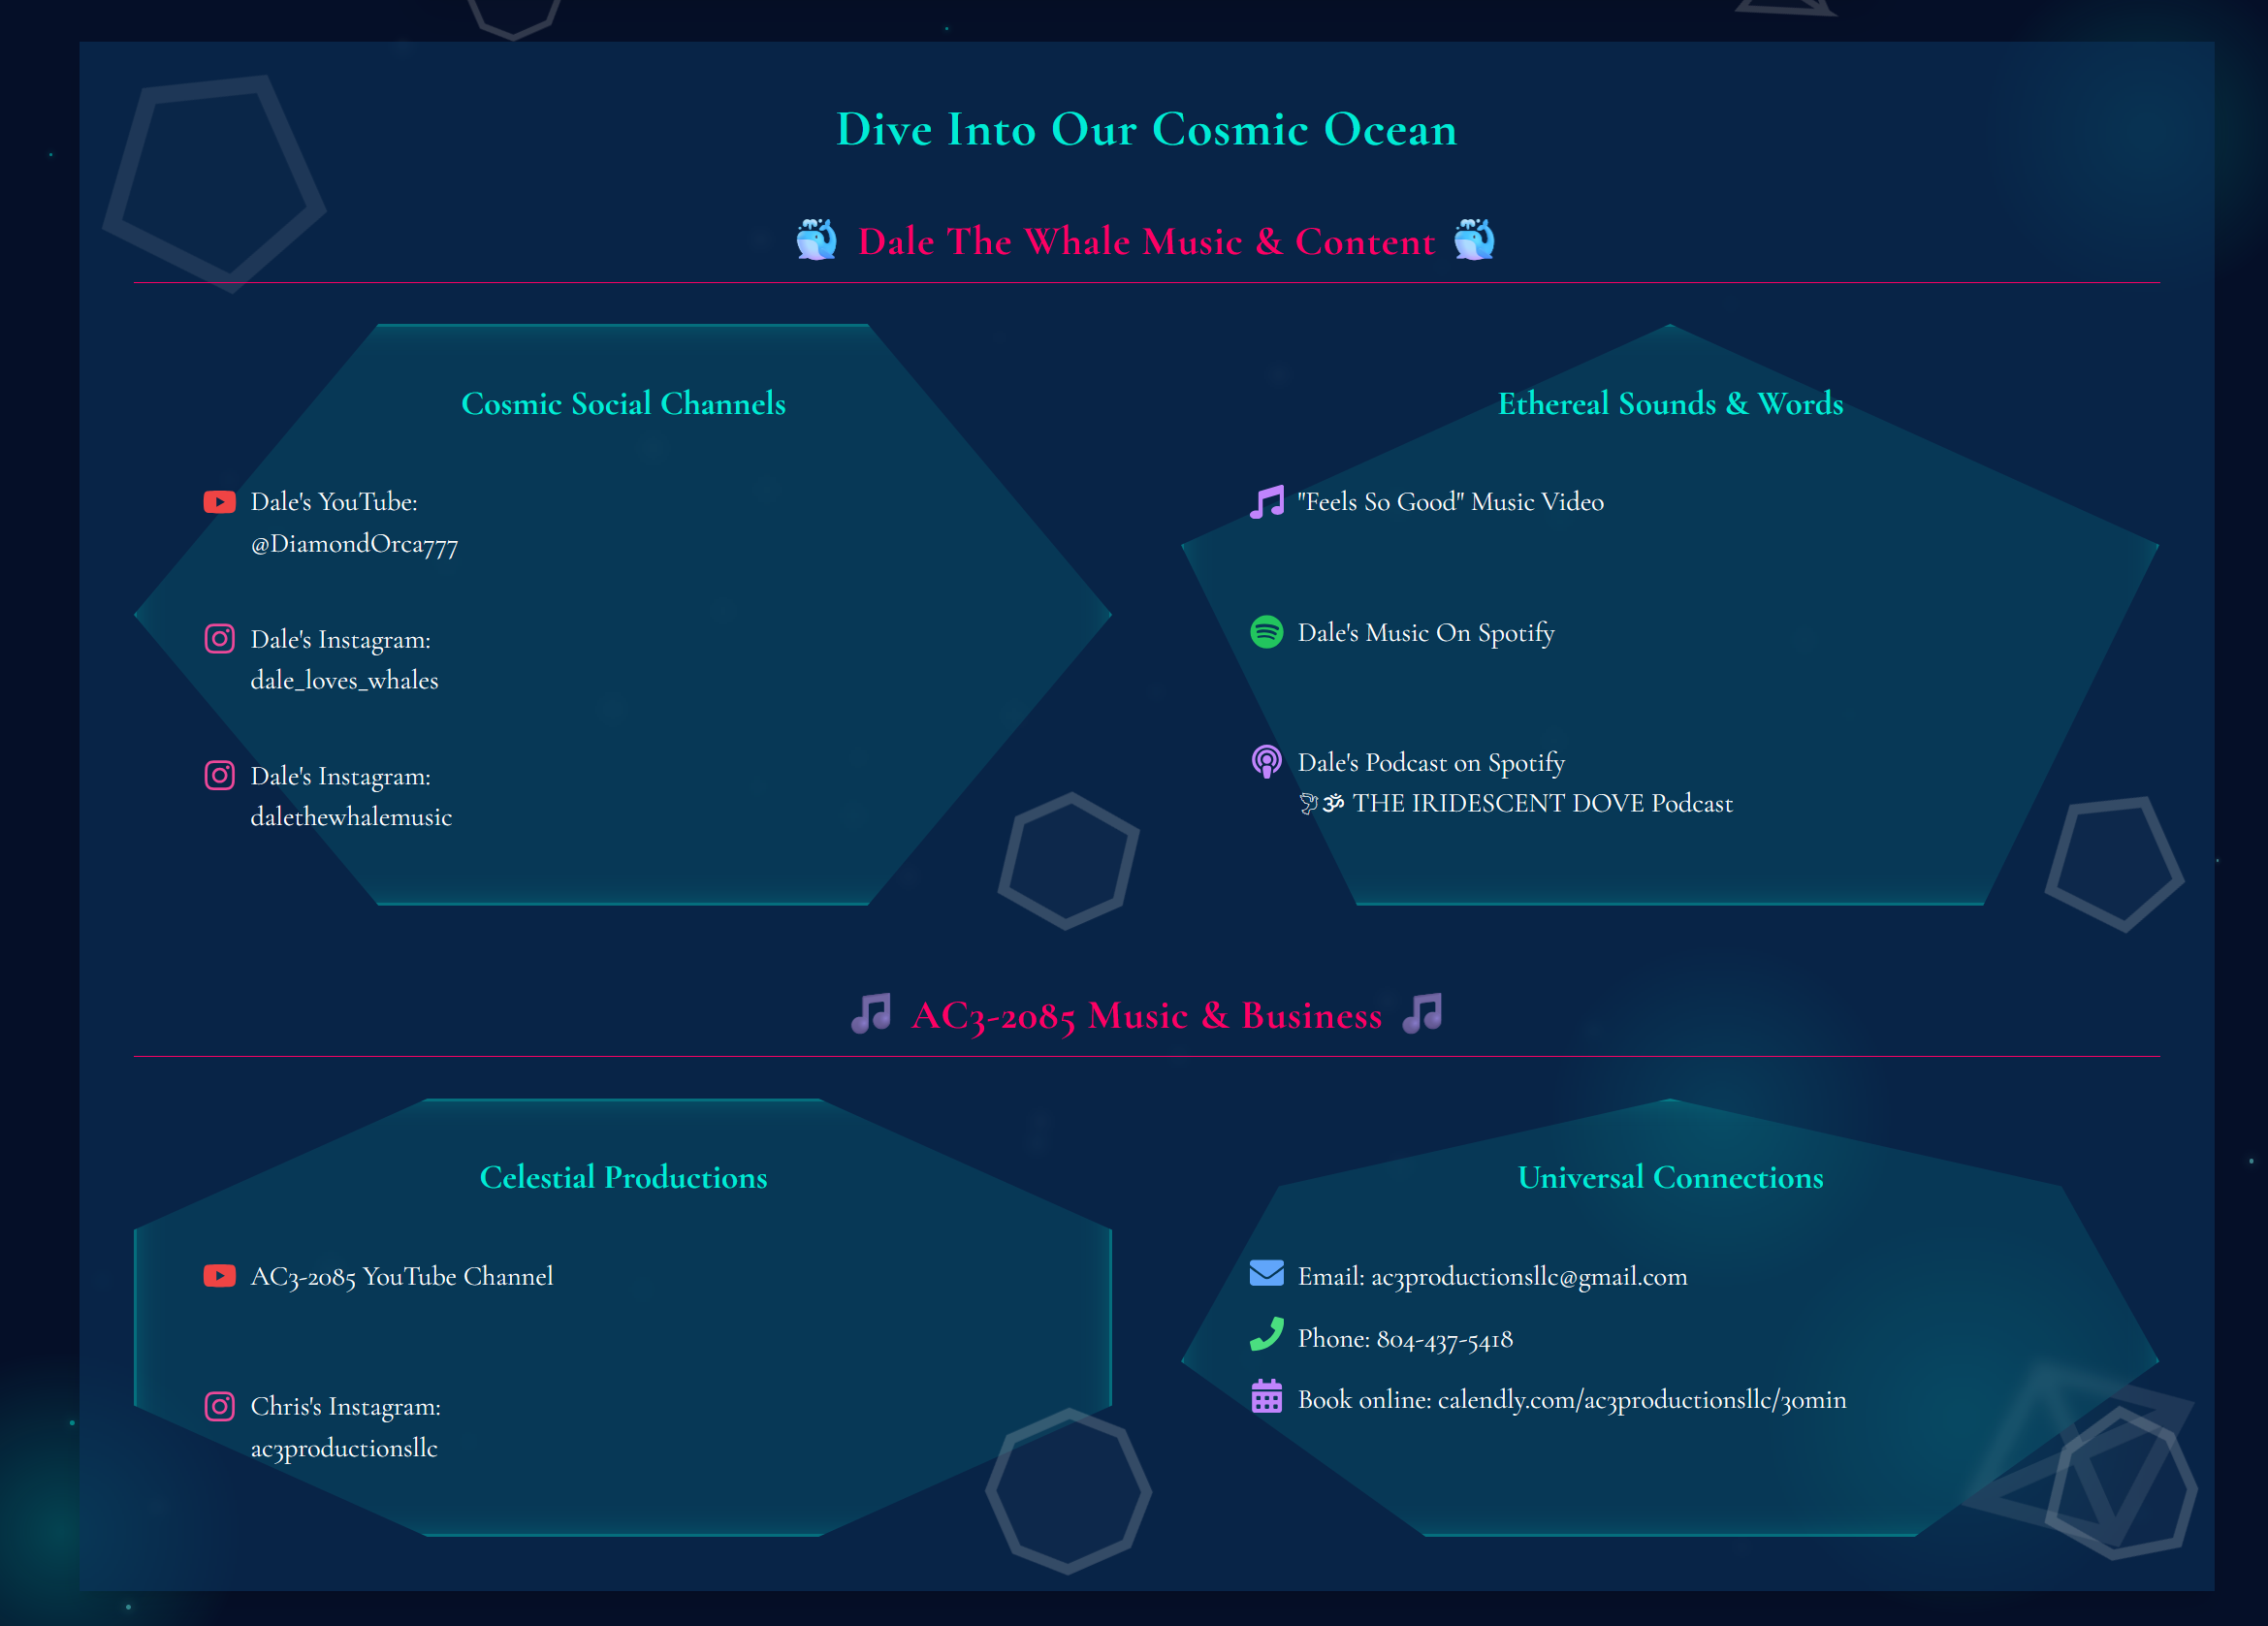 Dive Into Our Cosmic Ocean
🐳 Dale The Whale Music & Content 🐳
Cosmic Social Channels
Dale's YouTube:
@DiamondOrca777
Dale's Instagram:
dale_loves_whales
Dale's Instagram:
dalethewhalemusic
Ethereal Sounds & Words
"Feels So Good" Music Video
Dale's Music On Spotify
Dale's Podcast on Spotify
🕊🕉 THE IRIDESCENT DOVE Podcast
🎵 AC3-2085 Music & Business 🎵
Celestial Productions
AC3-2085 YouTube Channel
Chris's Instagram:
ac3productionsllc
Universal Connections
Email: ac3productionsllc@gmail.com
Phone: 804-437-5418
Book online: calendly.com/ac3productionsllc/30min